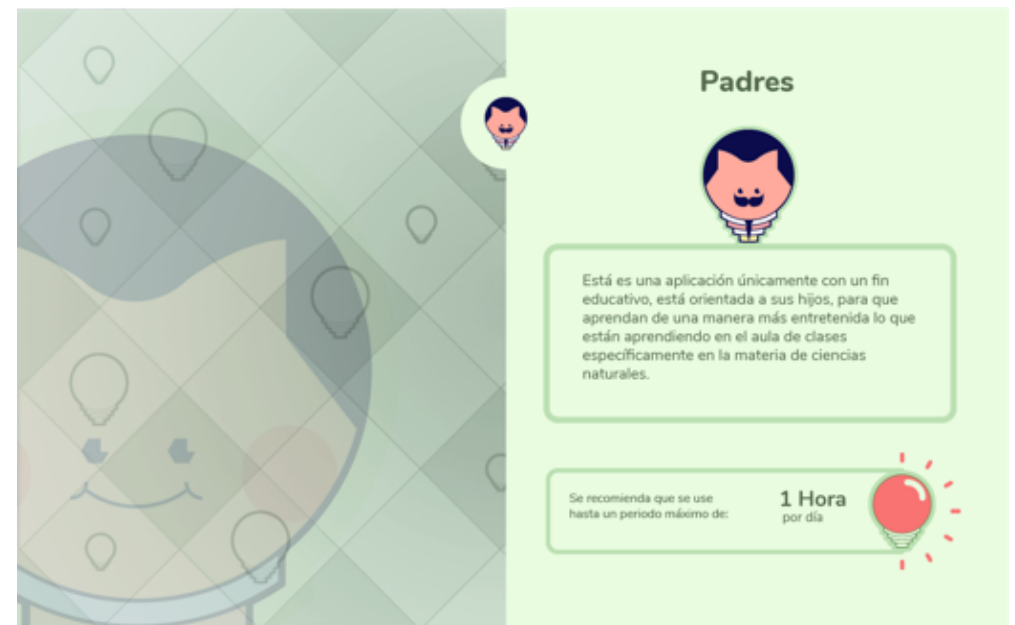 Padres
Está es una aplicación únicamente con un fin
educativo, está orientada a sus hijos, para que
aprendan de una manera más entretenida lo que
están aprendiendo en el aula de clases
específicamente en la materia de ciencias
naturales.
Se recomienda que se use
hasta un periodo máximo de:
1 Hora
por día